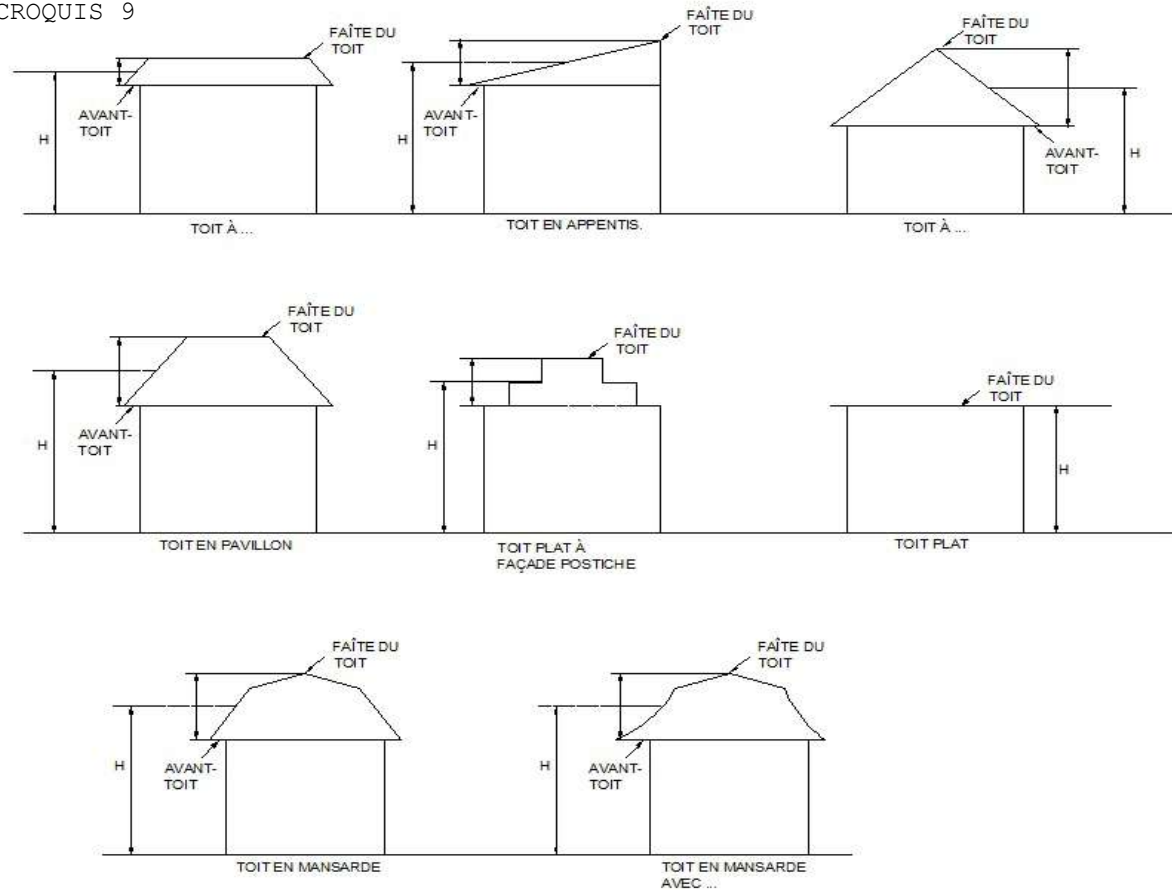 CROQUIS 9
FAÎTE DU
TOIT
AVANT-
TOIT
H
TOIT À ...
FAÎTE DU
TOIT
AVANT-
TOIT
H
TOIT EN APPENTIS.
FAÎTE DU
TOIT
AVANT-
TOIT
H
TOIT À ...
FAÎTE DU
TOIT
AVANT-
TOIT
H
TOIT EN PAVILLON
FAÎTE DU
TOIT
H
TOIT PLAT À
FAÇADE POSTICHE
FAÎTE DU
TOIT
H
TOIT PLAT
FAÎTE DU
TOIT
H
AVANT-
TOIT
TOIT EN MANSARDE
FAÎTE DU
TOIT
H
AVANT-
TOIT
TOIT EN MANSARDE
AVEC ...